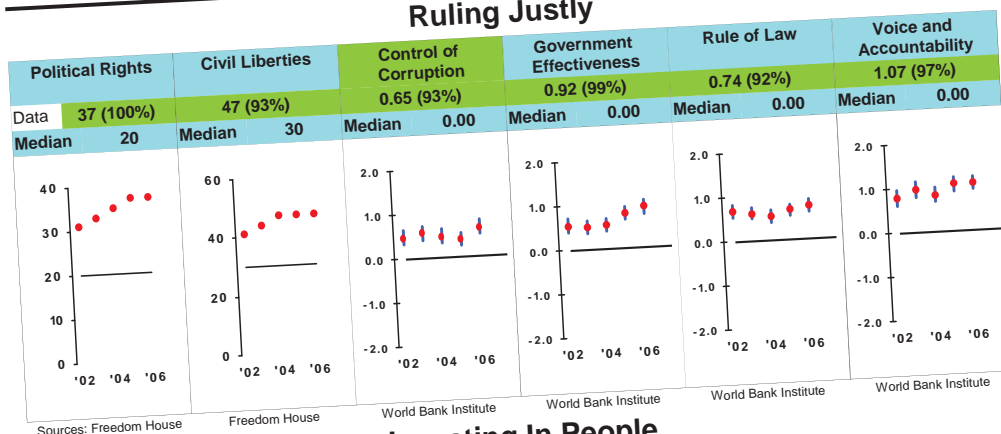 Ruling Justly
Political Rights
Civil Liberties
Control of
Corruption
Government
Effectiveness
Rule of Law
Voice and
Accountability
Data 37 (100%) 47 (93%) 0.65 (93%) 0.92 (99%) 0.74 (92%) 1.07 (97%)
Median 20 Median 30 Median 0.00 Median 0.00 Median 0.00 Median 0.00
40
30
20
10
0
'02 '04 '06
60
40
20
0
'02 '04 '06
2.0
1.0
0.0
-1.0
-2.0
'02 '04 '06
2.0
1.0
0.0
-1.0
-2.0
'02 '04 '06
2.0
1.0
0.0
-1.0
-2.0
'02 '04 '06
2.0
1.0
0.0
-1.0
-2.0
'02 '04 '06
Sources: Freedom House
Freedom House
World Bank Institute
World Bank Institute
World Bank Institute
World Bank Institute
In People